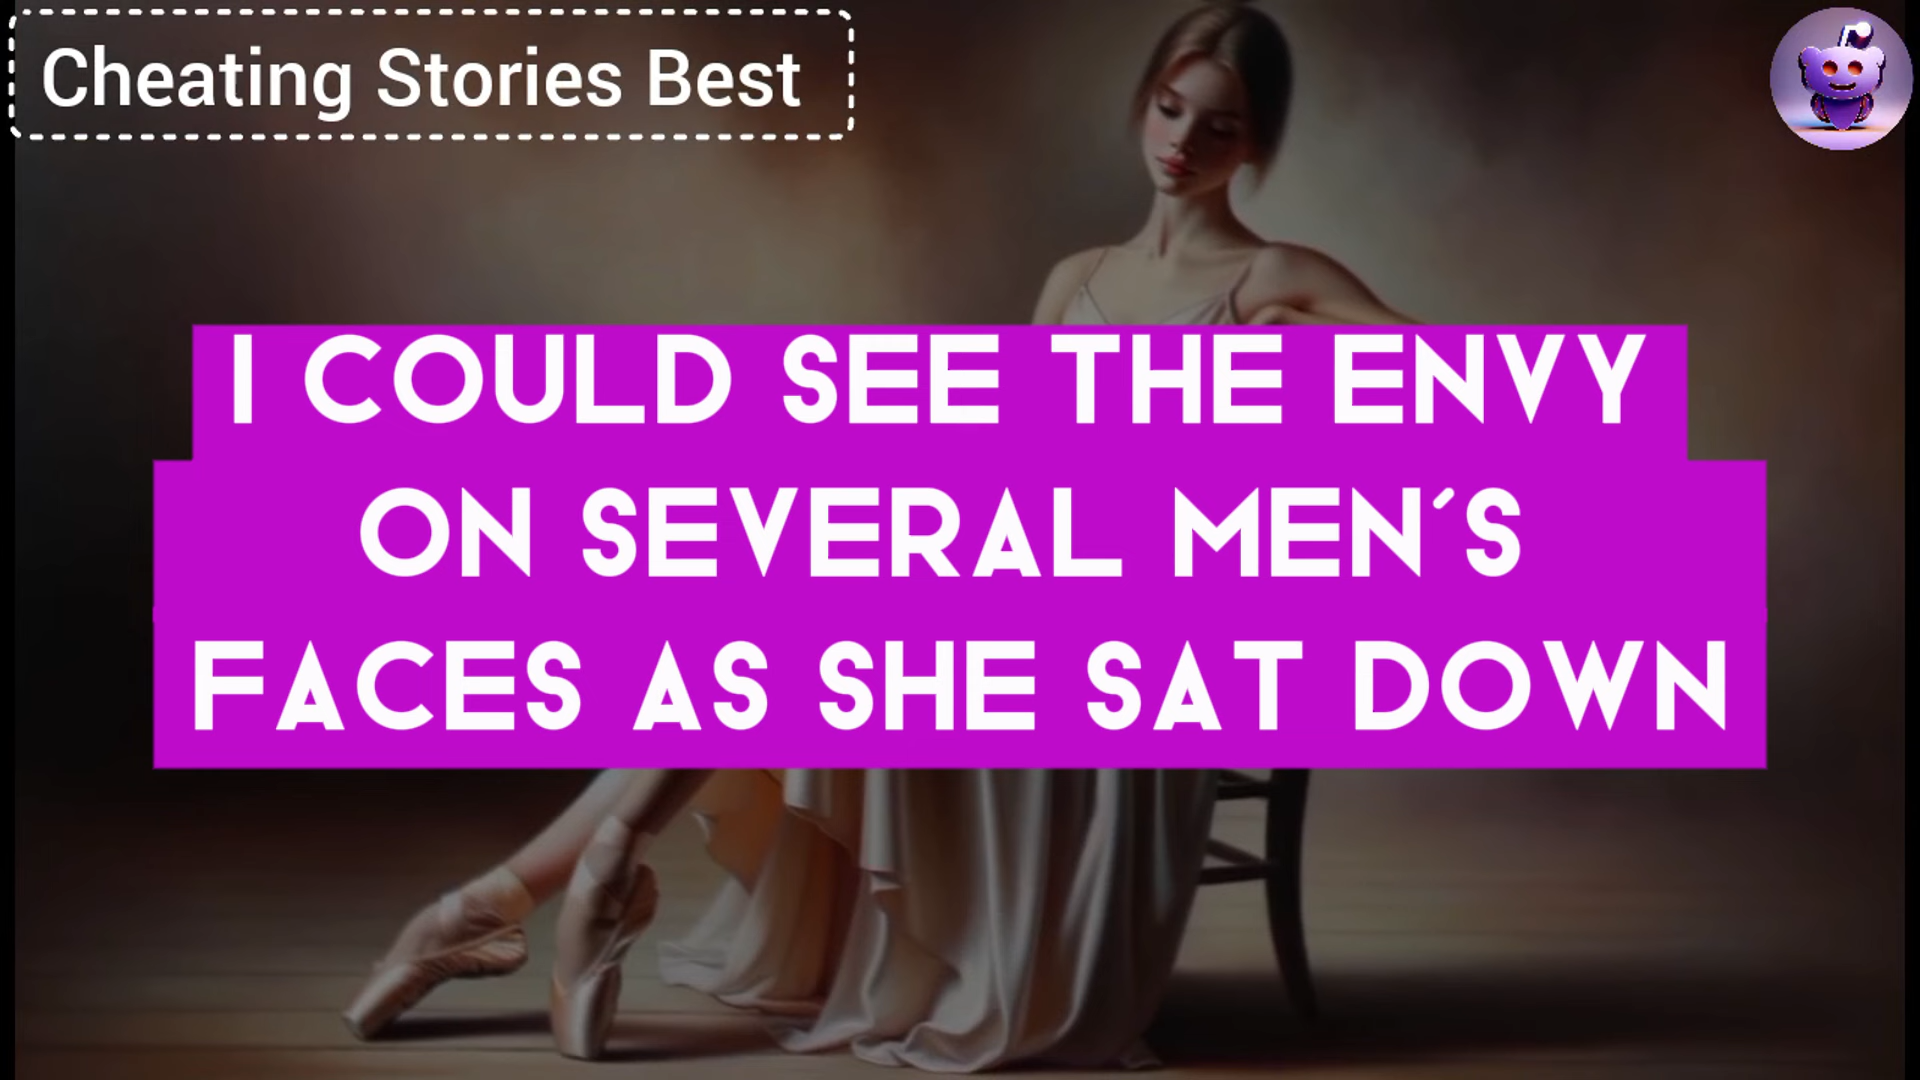 Cheating Stories Best
I COULD SEE THE ENVY
ON SEVERAL MEN´S
FACES AS SHE SAT DOWN